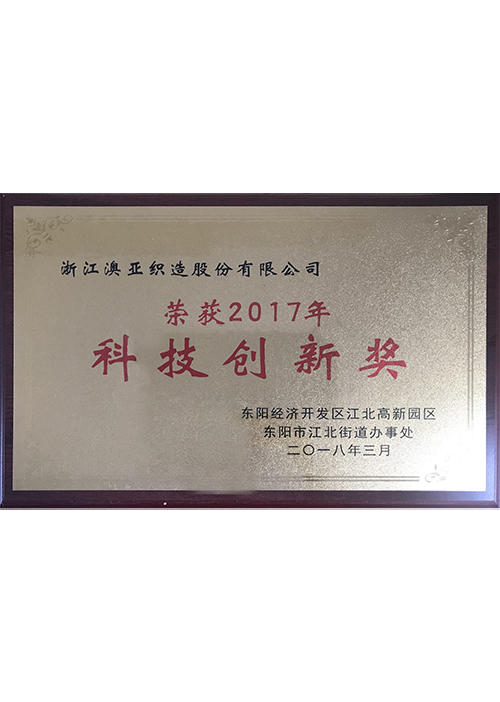 浙江澳亚织造股份有限公司
荣获2017年
科技创新奖
东阳经济开发区江北高新园区
东阳市江北街道办事处
二〇一八年三月